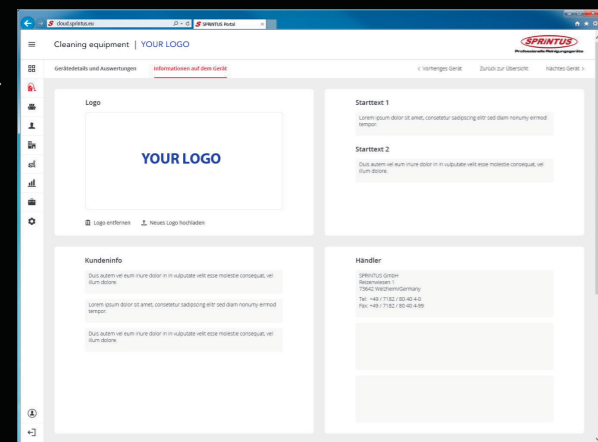 cloud.sprintus.eu
SPRINTUS Portal
Cleaning equipment | YOUR LOGO
SPRINTUS
Professionelle Reinigungsgeräte
Gerätedetails und Auswertungen
Informationen auf dem Gerät
< Vorheriges Gerät
Zurück zur Übersicht
Nächtes Gerät >
Logo
YOUR LOGO
Logo entfernen
Neues Logo hochladen
Starttext 1
Lorem ipsum dolor sit amet, consetetur sadipscing elitr sed diam nonumy eirmod
tempor.
Starttext 2
Duis autem vel eum iriure dolor in in vulputate velit esse molestie consequat, vel
illum dolore.
Kundeninfo
Duis autem vel eum iriure dolor in in vulputate velit esse molestie consequat, vel
illum dolore.
Lorem ipsum dolor sit amet, consetetur sadipscing elitr sed diam nonumy eirmod
tempor.
Duis autem vel eum iriure dolor in in vulputate velit esse molestie consequat, vel
illum dolore.
Händler
SPRiNTUS GmbH
Reizenwiesen 1
73642 Welzheim/Germany
Tel +49 / 7182 / 80 40 4-0
Fax. +49 / 7182 / 80 40 4-89